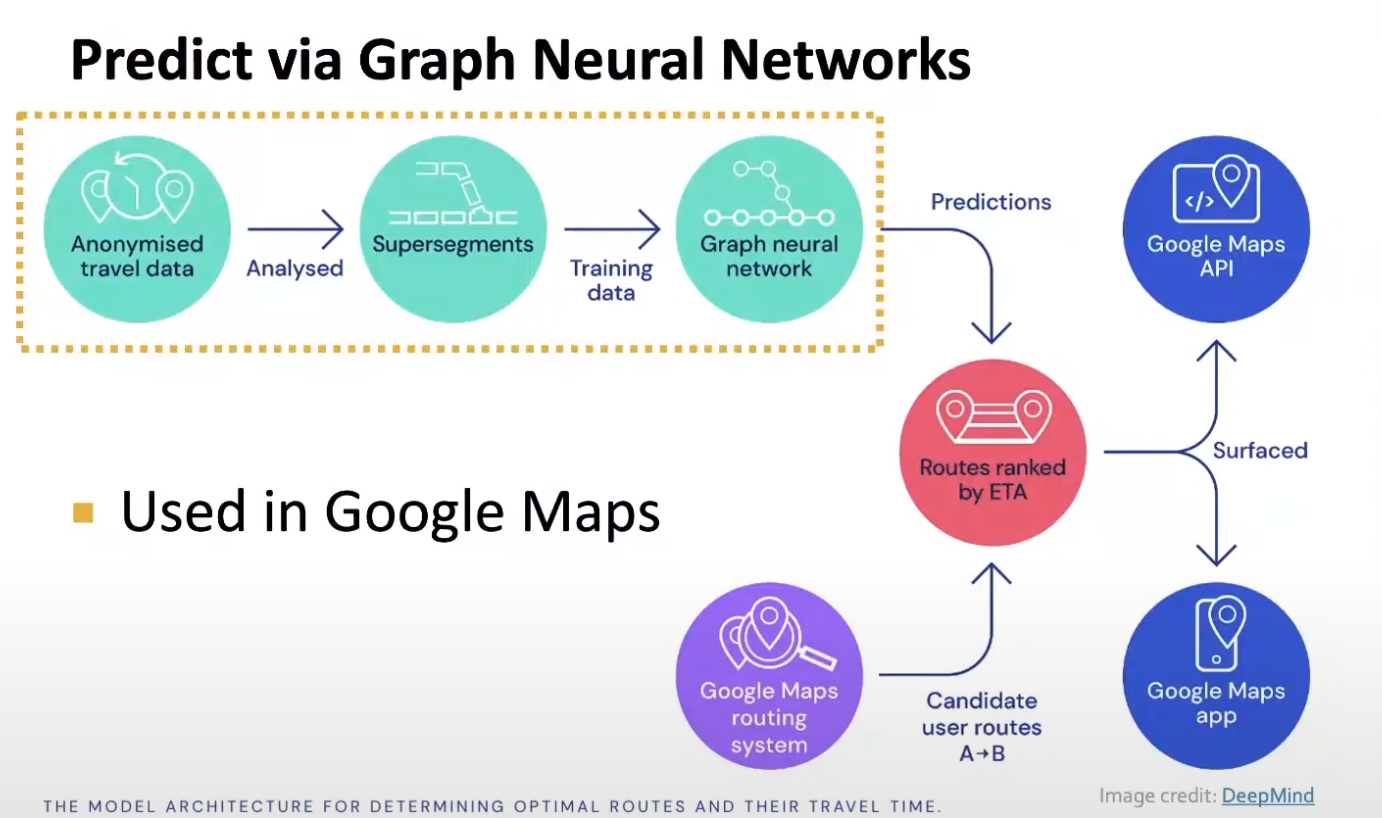 Predict via Graph Neural Networks
Anonymised
travel data
Analysed
Supersegments
Training
data
Graph neural
network
Predictions
</>
Google Maps
API
Routes ranked
by ETA
Surfaced
Used in Google Maps
Google Maps
routing
system
Candidate
user routes
A→B
Google Maps
app
THE MODEL ARCHITECTURE FOR DETERMINING OPTIMAL ROUTES AND THEIR TRAVEL TIME.
Image credit: DeepMind